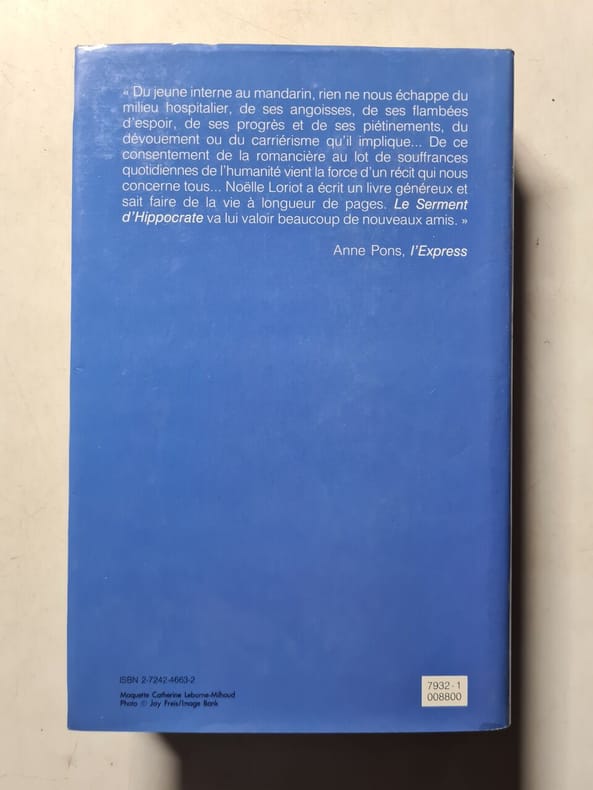 « Du jeune interne au mandarin, rien ne nous échappe du
milieu hospitalier, de ses angoisses, de ses flambées
d'espoir, de ses progrès et de ses piétinements, du
dévouement ou du carriérisme qu'il implique... De ce
consentement de la romancière au lot de souffrances
quotidiennes de l'humanité vient la force d'un récit qui nous
concerne tous... Noëlle Loriot a écrit un livre généreux et
sait faire de la vie à longueur de pages. Le Serment
d'Hippocrate va lui valoir beaucoup de nouveaux amis. »
Anne Pons, l'Express
ISBN 2-7242-4663-2
Maquette Catherine Leborne-Milhaud
Photo © Jay Freis/Image Bank
7932-1
008800